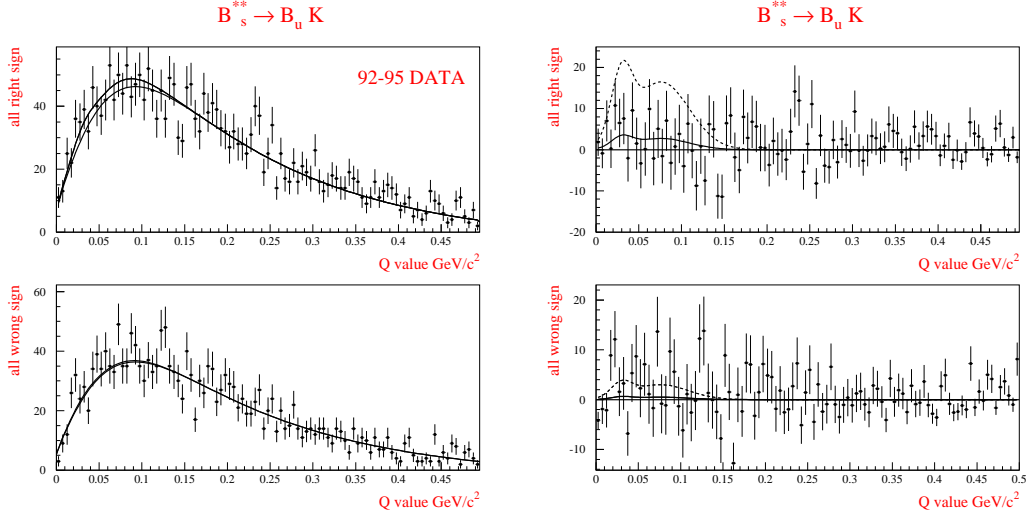 B**s → Bu K
all right sign
92-95 DATA
40
20
0
0 0.05 0.1 0.15 0.2 0.25 0.3 0.35 0.4 0.45
Q value GeV/c2
B**s → Bu K
all right sign
20
10
0
-10
-20
0 0.05 0.1 0.15 0.2 0.25 0.3 0.35 0.4 0.45
Q value GeV/c2
all wrong sign
60
40
20
0
0 0.05 0.1 0.15 0.2 0.25 0.3 0.35 0.4 0.45
Q value GeV/c2
all wrong sign
20
10
0
-10
0 0.05 0.1 0.15 0.2 0.25 0.3 0.35 0.4 0.45 0.5
Q value GeV/c2